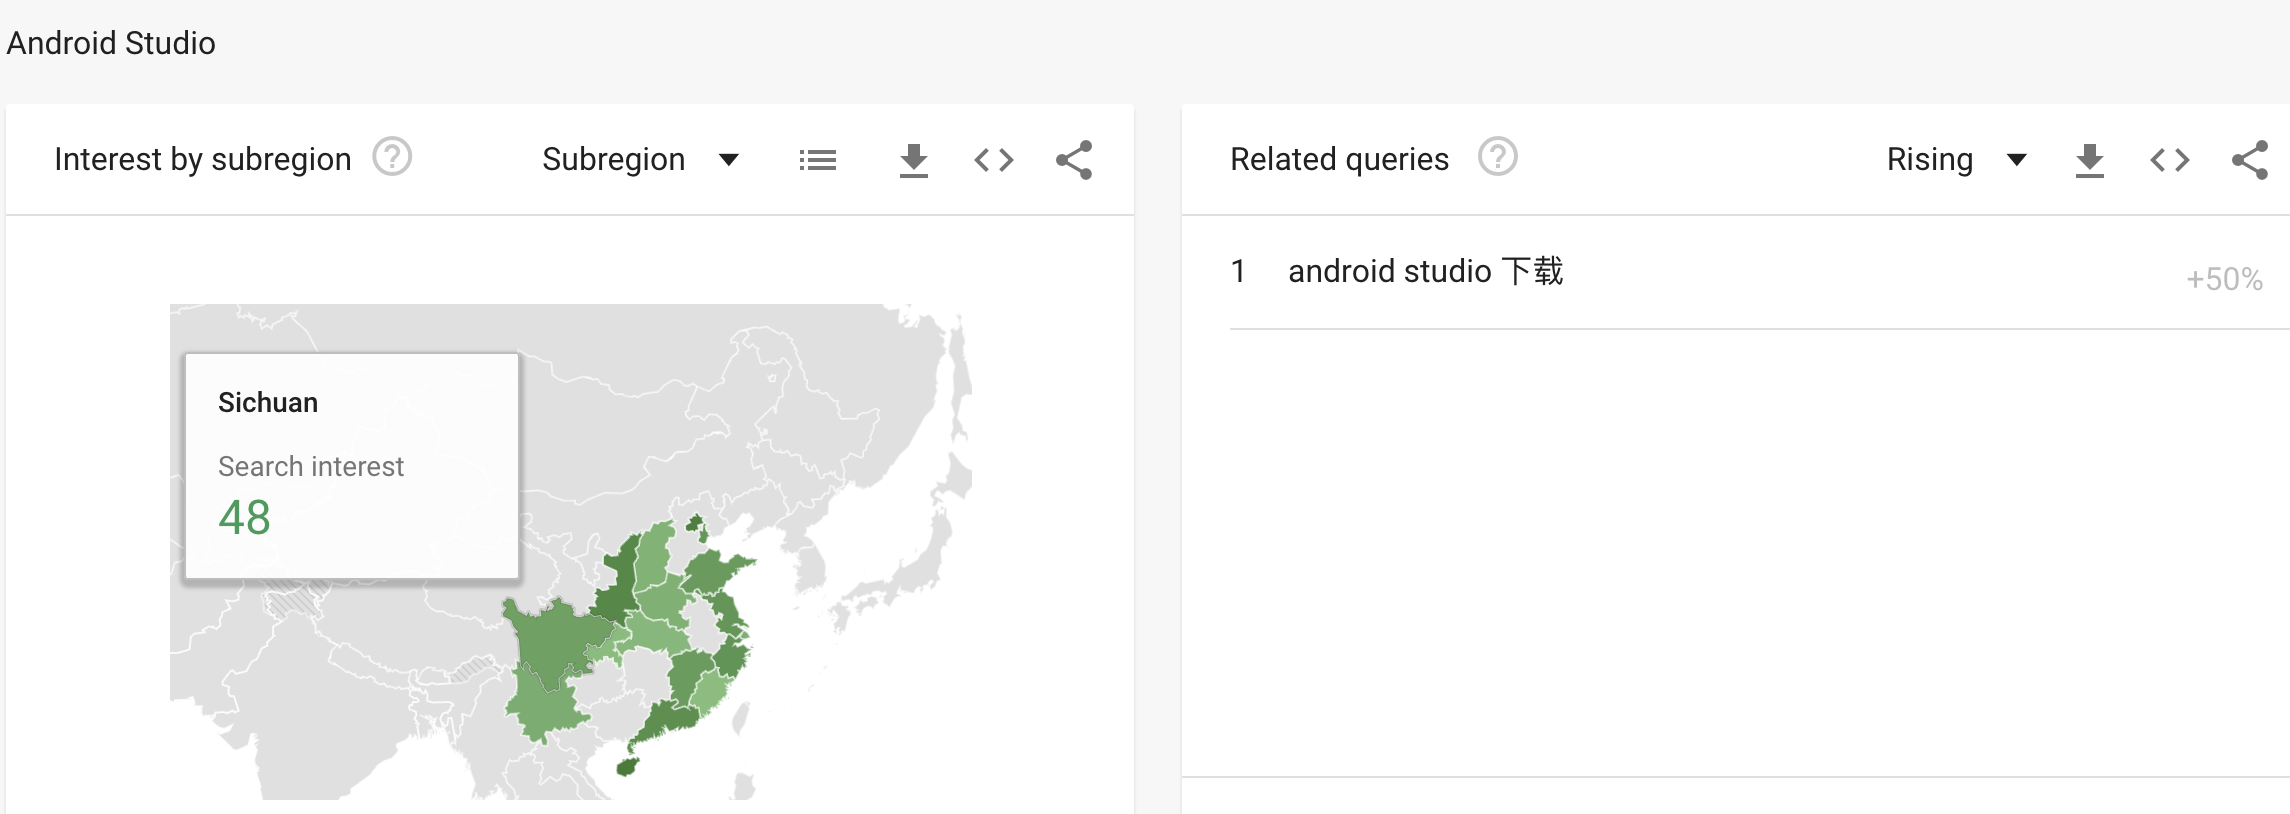 Android Studio
Interest by subregion
Subregion
Sichuan
Search interest
48
Related queries
Rising
1 android studio 下载 +50%